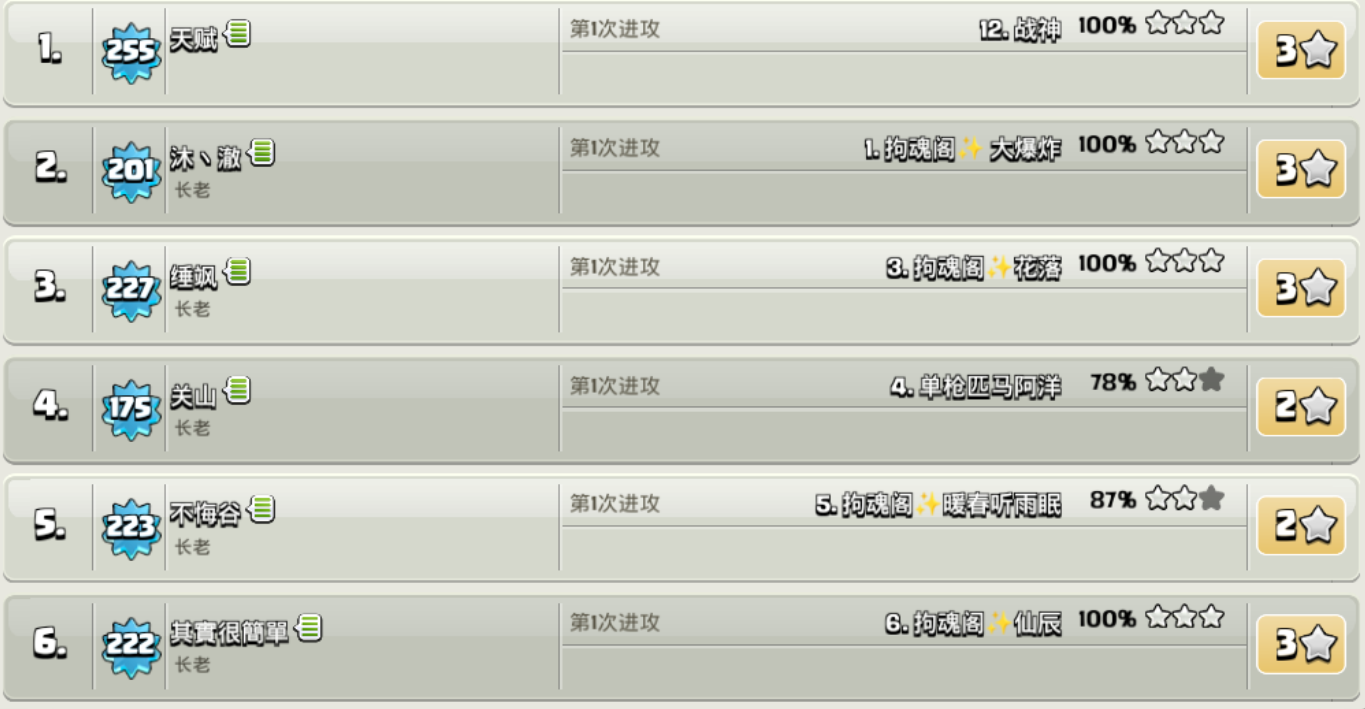 1. 255 天赋 第1次进攻 12. 战神 100% 3
2. 201 沐丶澈 第1次进攻 1. 拘魂阁✨ 大爆炸 100% 3
长老
3. 227 缍飒 第1次进攻 3. 拘魂阁✨花落 100% 3
长老
4. 175 关山 第1次进攻 4. 单枪匹马阿洋 78% 2
长老
5. 223 不悔谷 第1次进攻 5. 拘魂阁✨暖春听雨眠 87% 2
长老
6. 222 其實很簡單 第1次进攻 6. 拘魂阁✨仙辰 100% 3
长老